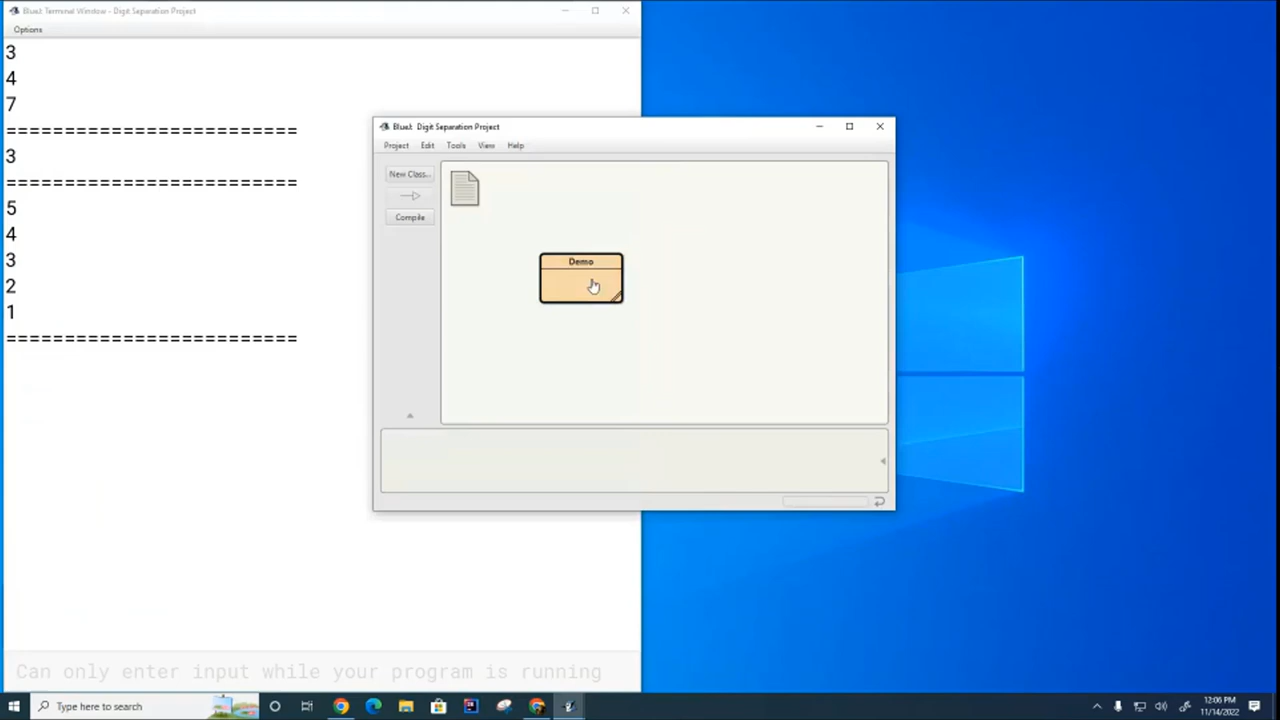 BlueJ: Terminal Window - Digit Separation Project
Options
3
4
7
=========================
3
=========================
5
4
3
2
1
=========================
Can only enter input while your program is running
BlueJ: Digit Separation Project
Project Edit Tools View Help
New Class...
Compile
Demo
Type here to search
12:06 PM
11/14/2022